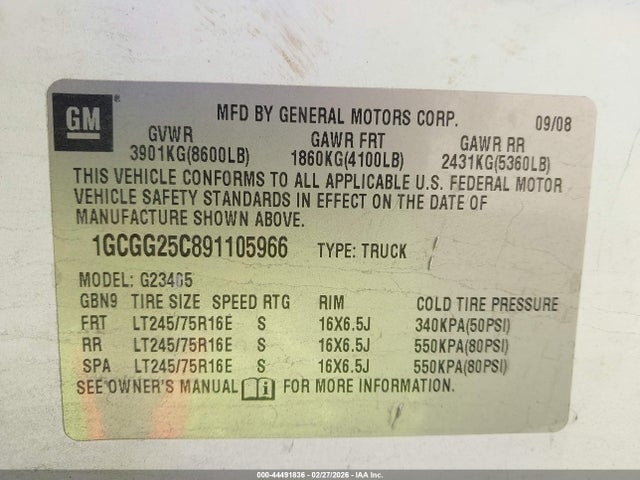 GM
MFD BY GENERAL MOTORS CORP. 09/08
GVWR GAWR FRT GAWR RR
3901KG(8600LB) 1860KG(4100LB) 2431KG(5360LB)
THIS VEHICLE CONFORMS TO ALL APPLICABLE U.S. FEDERAL MOTOR
VEHICLE SAFETY STANDARDS IN EFFECT ON THE DATE OF
MANUFACTURE SHOWN ABOVE.
1GCGG25C891105966 TYPE: TRUCK
MODEL: G23405
GBN9 TIRE SIZE SPEED RTG RIM COLD TIRE PRESSURE
FRT LT245/75R16E S 16X6.5J 340KPA(50PSI)
RR LT245/75R16E S 16X6.5J 550KPA(80PSI)
SPA LT245/75R16E S 16X6.5J 550KPA(80PSI)
SEE OWNER'S MANUAL FOR MORE INFORMATION.
000-44491836 - 02/27/2026 - IAA Inc.